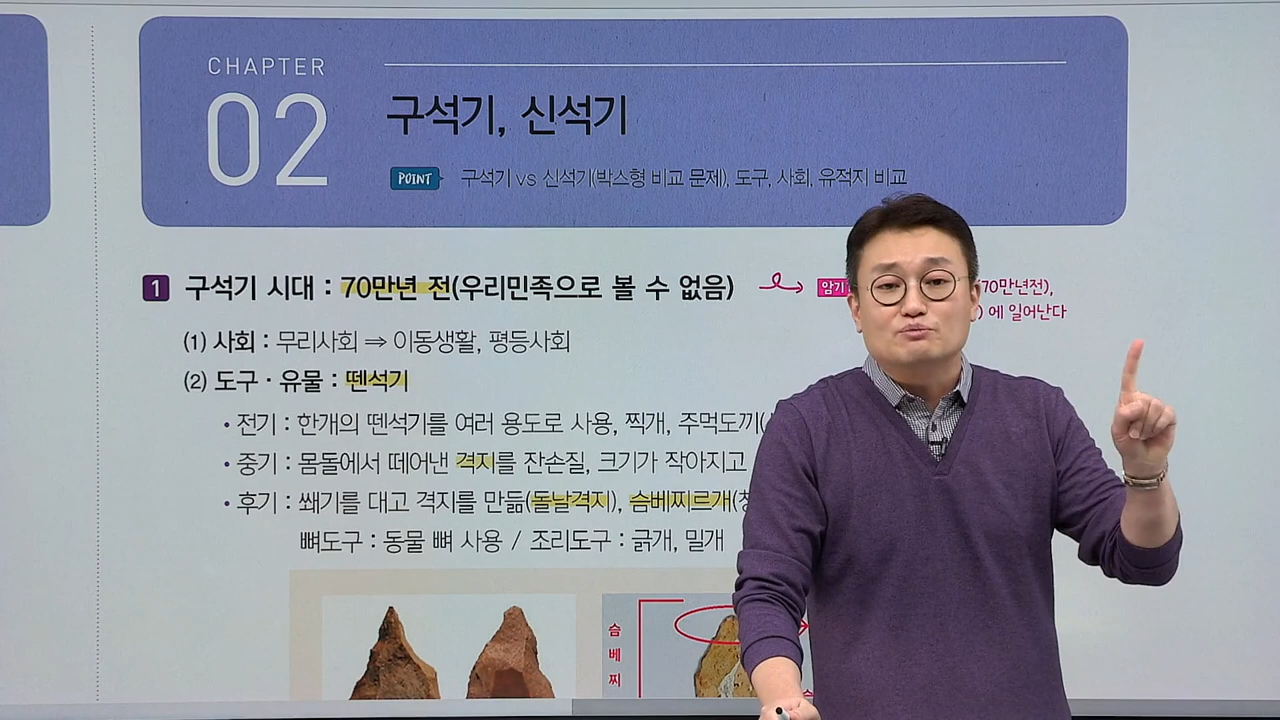 CHAPTER
02
구석기, 신석기
POINT 구석기 vs 신석기(박스형 비교 문제), 도구, 사회, 유적지 비교
1 구석기 시대 : 70만년 전(우리민족으로 볼 수 없음)
암기
70만년전),
) 에 일어난다
(1) 사회 : 무리사회 ⇒ 이동생활, 평등사회
(2) 도구 · 유물 : 뗀석기
• 전기 : 한개의 뗀석기를 여러 용도로 사용, 찍개, 주먹도끼(
• 중기 : 몸돌에서 떼어낸 격지를 잔손질, 크기가 작아지고
• 후기 : 쐐기를 대고 격지를 만듦(돌날격지), 슴베찌르개(창
뼈도구 : 동물 뼈 사용 / 조리도구 : 긁개, 밀개
슴
베
찌